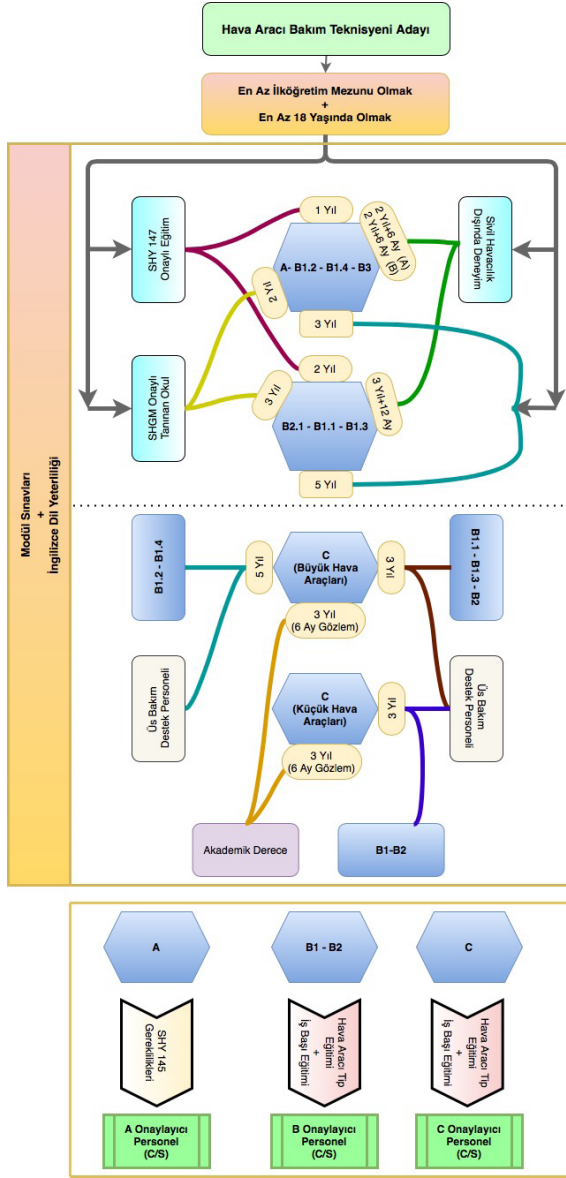 Hava Aracı Bakım Teknisyeni Adayı
En Az İlköğretim Mezunu Olmak
+
En Az 18 Yaşında Olmak
Modül Sınavları
+
İngilizce Dil Yeterliliği
SHY 147
Onaylı Eğitim
1 Yıl
2 Yıl+6 Ay (A)
2 Yıl+6 Ay (B)
Sivil Havacılık
Dışında Deneyim
A- B1.2 - B1.4 - B3
2 Yıl
3 Yıl
SHGM Onaylı
Tanınan Okul
2 Yıl
3 Yıl
3 Yıl+12 Ay
B2.1 - B1.1 - B1.3
5 Yıl
B1.2 - B1.4
5 Yıl
C
(Büyük Hava
Araçları)
3 Yıl
B1.1 - B1.3 - B2
3 Yıl
(6 Ay Gözlem)
Üs Bakım
Destek Personeli
C
(Küçük Hava
Araçları)
3 Yıl
Üs Bakım
Destek Personeli
3 Yıl
(6 Ay Gözlem)
Akademik Derece
B1-B2
A
B1 - B2
C
SHY 145
Gereklilikleri
Hava Aracı Tip
Eğitimi
+
İş Başı Eğitimi
Hava Aracı Tip
Eğitimi
+
İş Başı Eğitimi
A Onaylayıcı
Personel
(C/S)
B Onaylayıcı
Personel
(C/S)
C Onaylayıcı
Personel
(C/S)